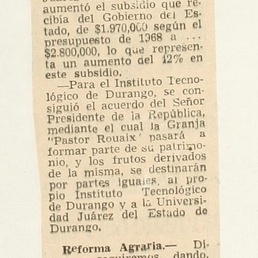 aumentó el subsidio que re-
cibía del Gobierno del Es-
tado, de $1.970,000 según el
presupuesto de 1968 a ...
$2.800,000, lo que represen-
ta un aumento del 42% en
este subsidio.
—Para el Instituto Tecno-
lógico de Durango, se con-
siguió el acuerdo del Señor
Presidente de la República,
mediante el cual la Granja
"Pastor Rouaix" pasará a
formar parte de su patrimo-
nio, y los frutos derivados
de la misma, se destinarán
por partes iguales, al pro-
pio Instituto Tecnológico
de Durango y a la Universi-
dad Juárez del Estado de
Durango.
Reforma Agraria.— Di-
seguiremos dando,